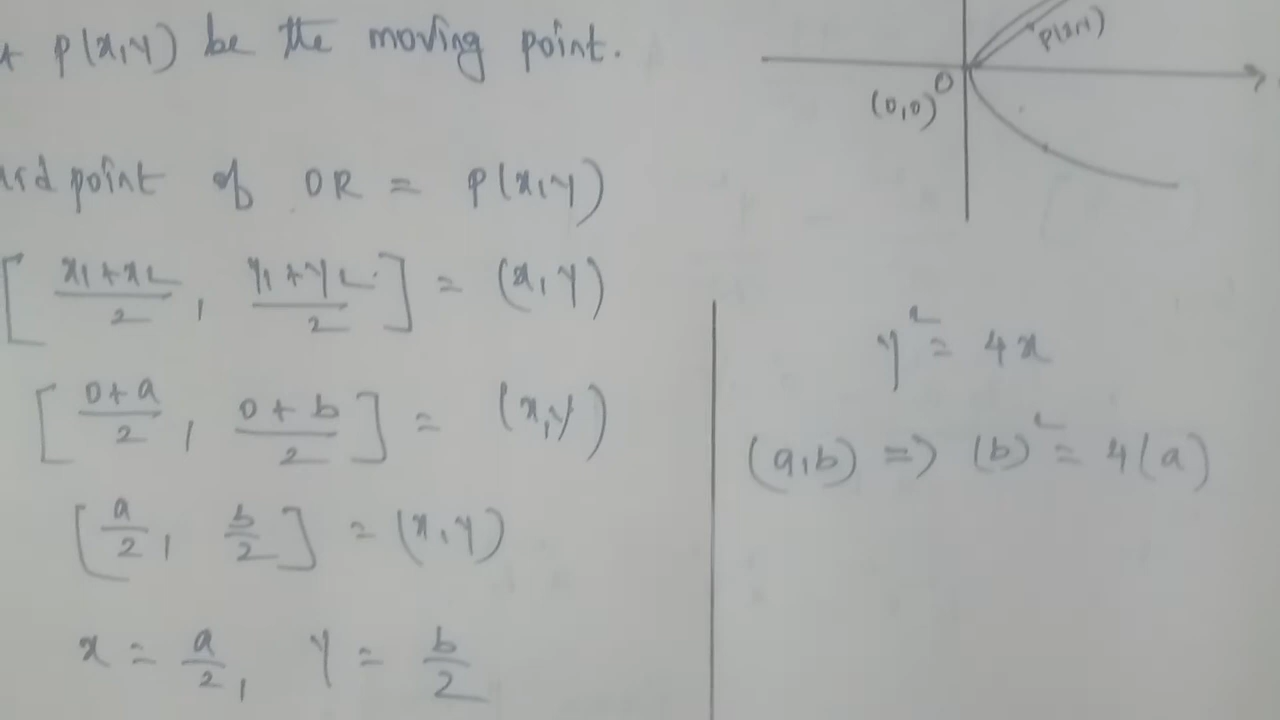 P(x,y) be the moving point.
point of OR = P(x,y)
[ (x1+x2)/2 , (y1+y2)/2 ] = (x,y)
[ (0+a)/2 , (0+b)/2 ] = (x,y)
[ a/2 , b/2 ] = (x,y)
x = a/2, y = b/2
P(x,y)
O
(0,0)
y² = 4x
(a,b) => (b)² = 4(a)